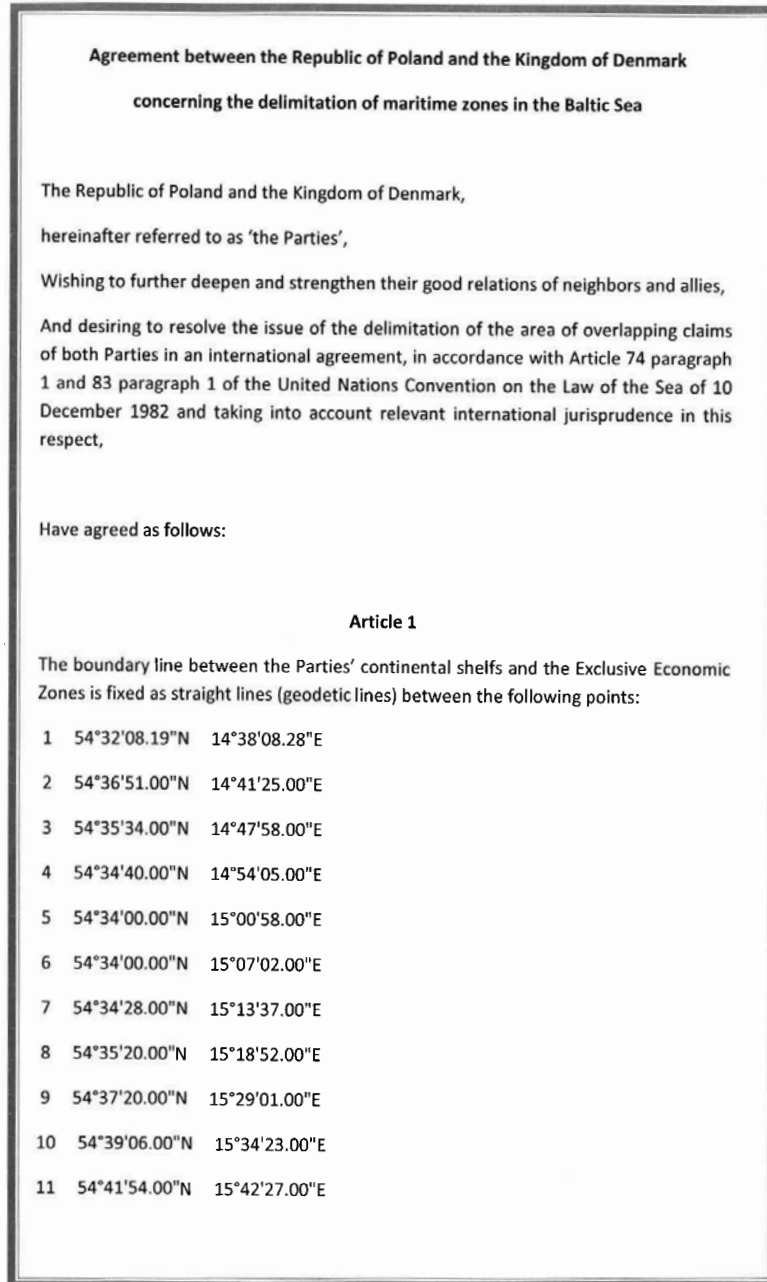 Agreement between the Republic of Poland and the Kingdom of Denmark
concerning the delimitation of maritime zones in the Baltic Sea
The Republic of Poland and the Kingdom of Denmark,
hereinafter referred to as ‘the Parties’,
Wishing to further deepen and strengthen their good relations of neighbors and allies,
And desiring to resolve the issue of the delimitation of the area of overlapping claims
of both Parties in an international agreement, in accordance with Article 74 paragraph
1 and 83 paragraph 1 of the United Nations Convention on the Law of the Sea of 10
December 1982 and taking into account relevant international jurisprudence in this
respect,
Have agreed as follows:
Article 1
The boundary line between the Parties’ continental shelfs and the Exclusive Economic
Zones is fixed as straight lines (geodetic lines) between the following points:
1 54°32'08.19"N 14°38'08.28"E
2 54°36'51.00"N 14°41'25.00"E
3 54°35'34.00"N 14°47'58.00"E
4 54°34'40.00"N 14°54'05.00"E
5 54°34'00.00"N 15°00'58.00"E
6 54°34'00.00"N 15°07'02.00"E
7 54°34'28.00"N 15°13'37.00"E
8 54°35'20.00"N 15°18'52.00"E
9 54°37'20.00"N 15°29'01.00"E
10 54°39'06.00"N 15°34'23.00"E
11 54°41'54.00"N 15°42'27.00"E